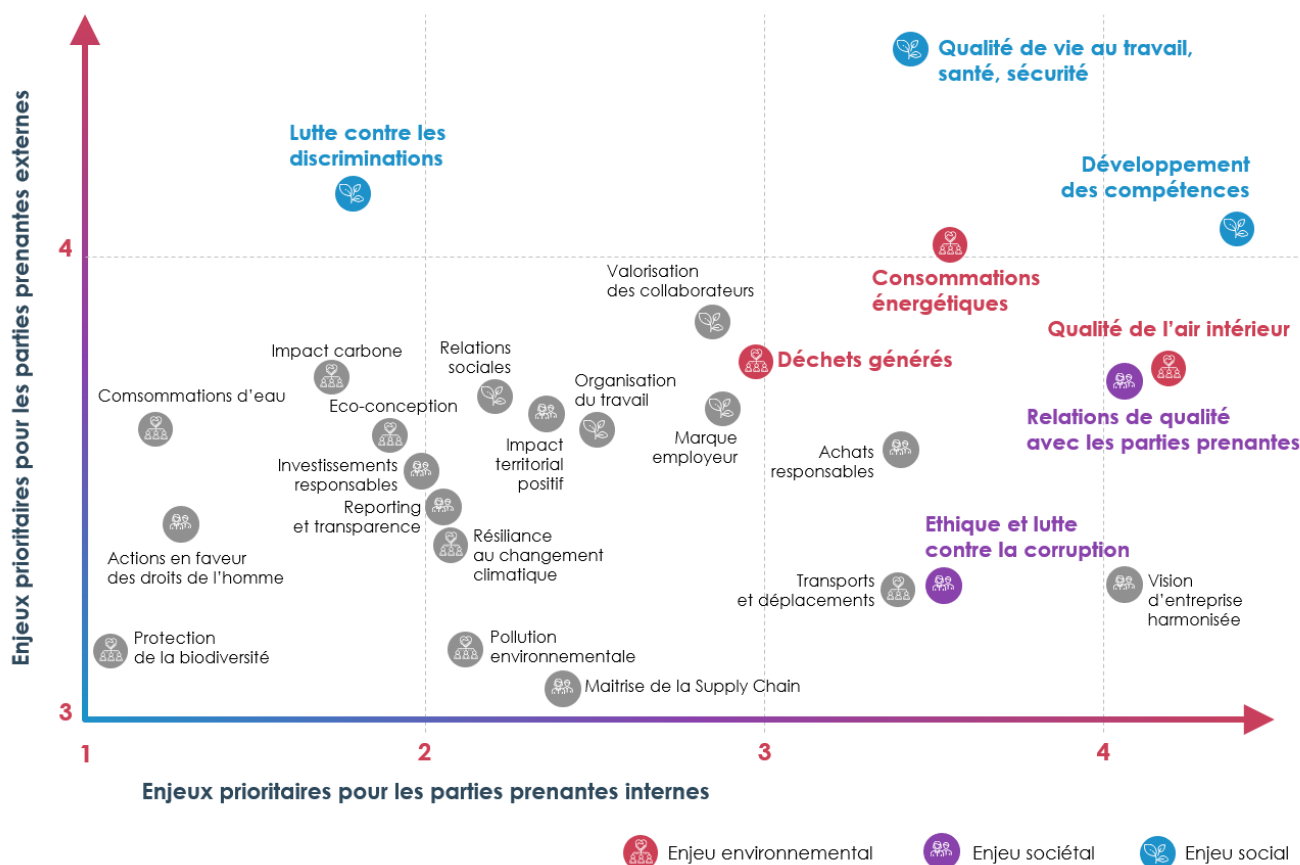 Enjeux prioritaires pour les parties prenantes externes
Qualité de vie au travail,
santé, sécurité
Lutte contre les
discriminations
Développement
des compétences
4
Consommations
énergétiques
Valorisation
des collaborateurs
Qualité de l'air intérieur
Impact carbone
Relations
sociales
Déchets générés
Organisation
du travail
Comsommations d'eau
Eco-conception
Relations de qualité
avec les parties prenantes
Impact
territorial
positif
Marque
employeur
Achats
responsables
Investissements
responsables
Reporting
et transparence
Ethique et lutte
contre la corruption
Résiliance
au changement
climatique
Actions en faveur
des droits de l'homme
Transports
et déplacements
Vision
d'entreprise
harmonisée
Protection
de la biodiversité
Pollution
environnementale
Maitrise de la Supply Chain
3
1
2
3
4
Enjeux prioritaires pour les parties prenantes internes
Enjeu environnemental
Enjeu sociétal
Enjeu social